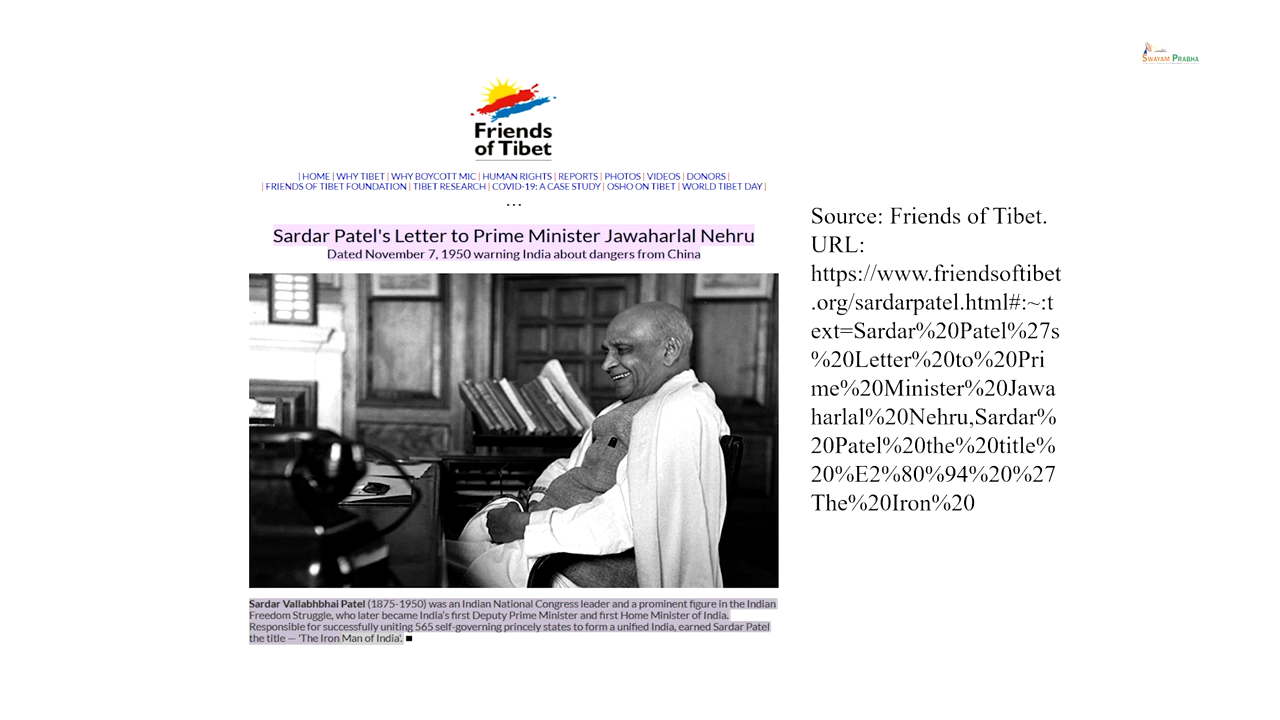 SWAYAM PRABHA
Friends
of Tibet
| HOME | WHY TIBET | WHY BOYCOTT MIC | HUMAN RIGHTS | REPORTS | PHOTOS | VIDEOS | DONORS |
| FRIENDS OF TIBET FOUNDATION | TIBET RESEARCH | COVID-19: A CASE STUDY | OSHO ON TIBET | WORLD TIBET DAY |
...
Sardar Patel's Letter to Prime Minister Jawaharlal Nehru
Dated November 7, 1950 warning India about dangers from China
Sardar Vallabhbhai Patel (1875-1950) was an Indian National Congress leader and a prominent figure in the Indian
Freedom Struggle, who later became India's first Deputy Prime Minister and first Home Minister of India.
Responsible for successfully uniting 565 self-governing princely states to form a unified India, earned Sardar Patel
the title — 'The Iron Man of India'. ■
Source: Friends of Tibet.
URL:
https://www.friendsoftibet
.org/sardarpatel.html#:~:t
ext=Sardar%20Patel%27s
%20Letter%20to%20Pri
me%20Minister%20Jawa
harlal%20Nehru,Sardar%
20Patel%20the%20title%
20%E2%80%94%20%27
The%20Iron%20